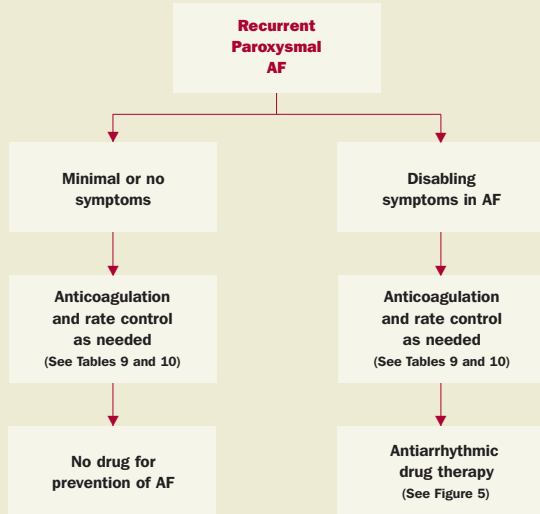 Recurrent
Paroxysmal
AF
Minimal or no
symptoms
Disabling
symptoms in AF
Anticoagulation
and rate control
as needed
(See Tables 9 and 10)
Anticoagulation
and rate control
as needed
(See Tables 9 and 10)
No drug for
prevention of AF
Antiarrhythmic
drug therapy
(See Figure 5)